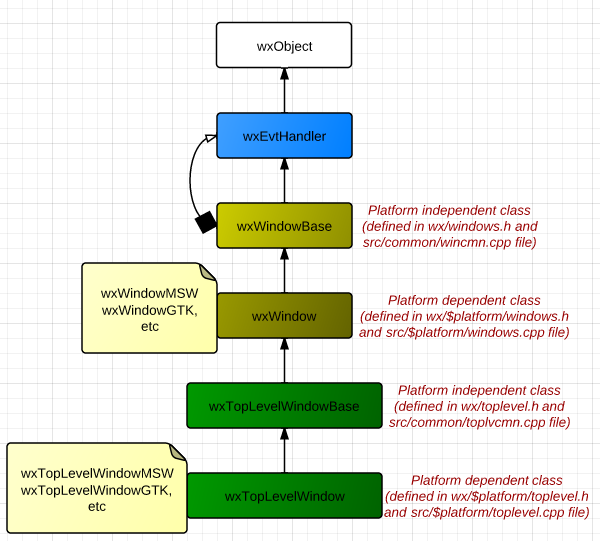 wxObject
wxEvtHandler
wxWindowBase
Platform independent class
(defined in wx/windows.h and
src/common/wincmn.cpp file)
wxWindowMSW
wxWindowGTK,
etc
wxWindow
Platform dependent class
(defined in wx/$platform/windows.h
and src/$platform/windows.cpp file)
wxTopLevelWindowBase
Platform independent class
(defined in wx/toplevel.h and
src/common/toplvcmn.cpp file)
wxTopLevelWindowMSW
wxTopLevelWindowGTK,
etc
wxTopLevelWindow
Platform dependent class
(defined in wx/$platform/toplevel.h
and src/$platform/toplevel.cpp file)